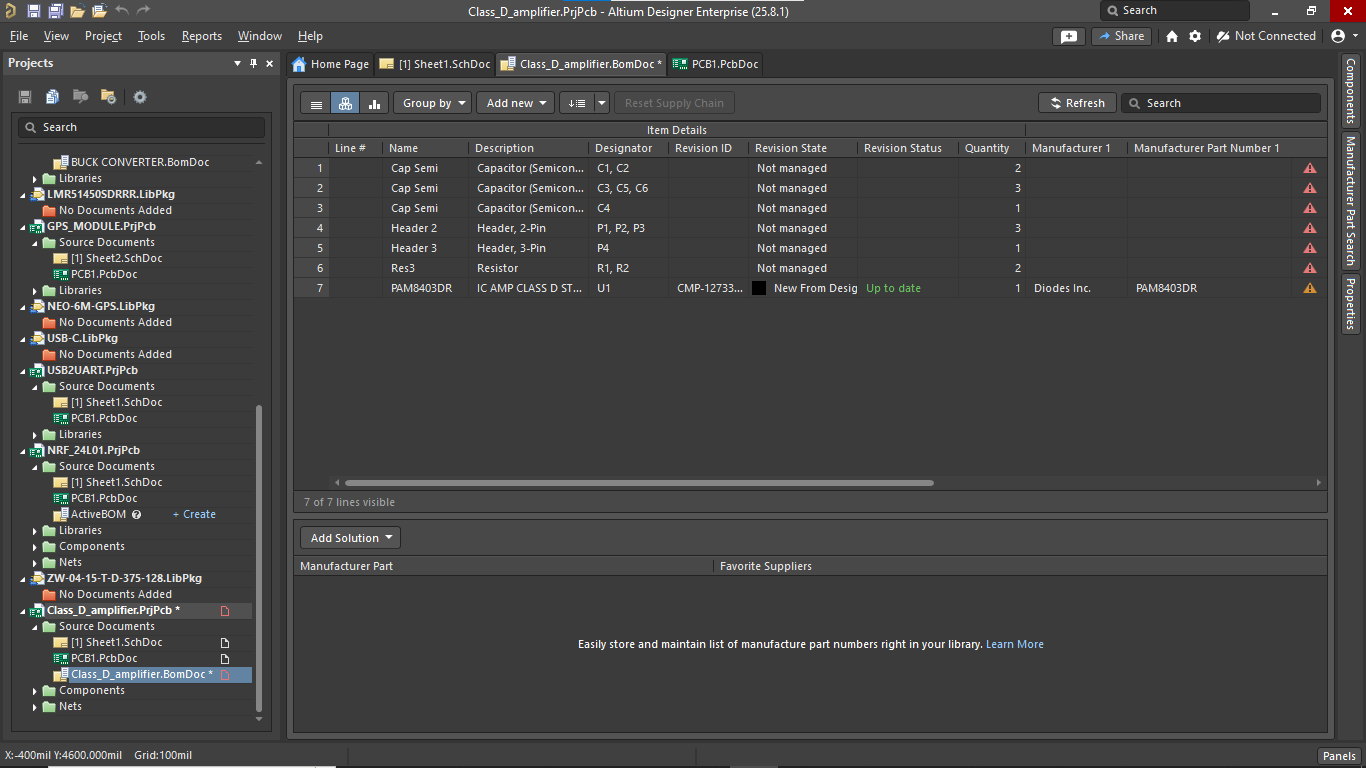 Class_D_amplifier.PrjPcb - Altium Designer Enterprise (25.8.1)
Search
File View Project Tools Reports Window Help
Share
Not Connected
Projects
Home Page
[1] Sheet1.SchDoc
Class_D_amplifier.BomDoc *
PCB1.PcbDoc
Search
BUCK CONVERTER.BomDoc
Libraries
LMR51450SDRRR.LibPkg
No Documents Added
GPS_MODULE.PrjPcb
Source Documents
[1] Sheet2.SchDoc
PCB1.PcbDoc
Libraries
NEO-6M-GPS.LibPkg
No Documents Added
USB-C.LibPkg
No Documents Added
USB2UART.PrjPcb
Source Documents
[1] Sheet1.SchDoc
PCB1.PcbDoc
Libraries
NRF_24L01.PrjPcb
Source Documents
[1] Sheet1.SchDoc
PCB1.PcbDoc
ActiveBOM + Create
Libraries
Components
Nets
ZW-04-15-T-D-375-128.LibPkg
No Documents Added
Class_D_amplifier.PrjPcb *
Source Documents
[1] Sheet1.SchDoc
PCB1.PcbDoc
Class_D_amplifier.BomDoc *
Components
Nets
Group by Add new Reset Supply Chain Refresh Search
Item Details
Line # Name Description Designator Revision ID Revision State Revision Status Quantity Manufacturer 1 Manufacturer Part Number 1
1 Cap Semi Capacitor (Semicon... C1, C2 Not managed 2
2 Cap Semi Capacitor (Semicon... C3, C5, C6 Not managed 3
3 Cap Semi Capacitor (Semicon... C4 Not managed 1
4 Header 2 Header, 2-Pin P1, P2, P3 Not managed 3
5 Header 3 Header, 3-Pin P4 Not managed 1
6 Res3 Resistor R1, R2 Not managed 2
7 PAM8403DR IC AMP CLASS D ST... U1 CMP-12733... New From Desig Up to date 1 Diodes Inc. PAM8403DR
7 of 7 lines visible
Add Solution
Manufacturer Part Favorite Suppliers
Easily store and maintain list of manufacture part numbers right in your library. Learn More
Components
Manufacturer Part Search
Properties
X:-400mil Y:4600.000mil Grid:100mil
Panels